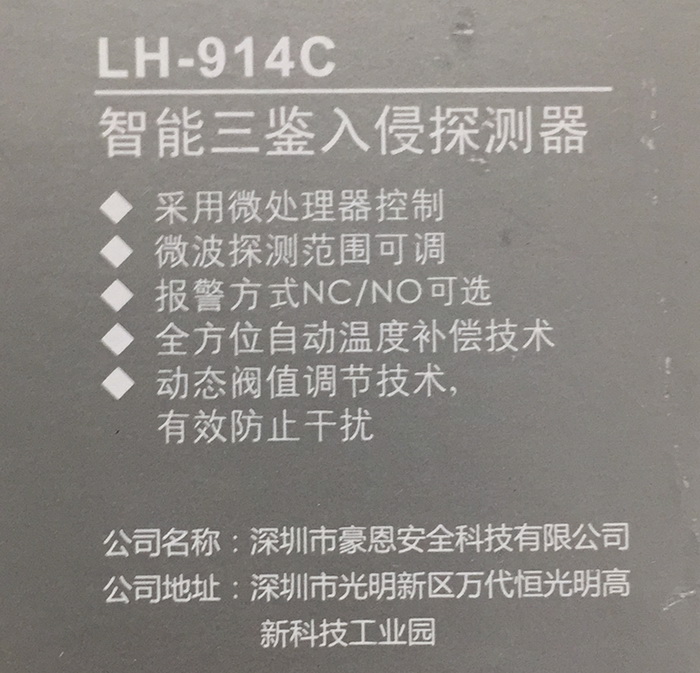 LH-914C
智能三鉴入侵探测器
◆ 采用微处理器控制
◆ 微波探测范围可调
◆ 报警方式NC/NO可选
◆ 全方位自动温度补偿技术
◆ 动态阀值调节技术,
有效防止干扰
公司名称：深圳市豪恩安全科技有限公司
公司地址：深圳市光明新区万代恒光明高
新科技工业园